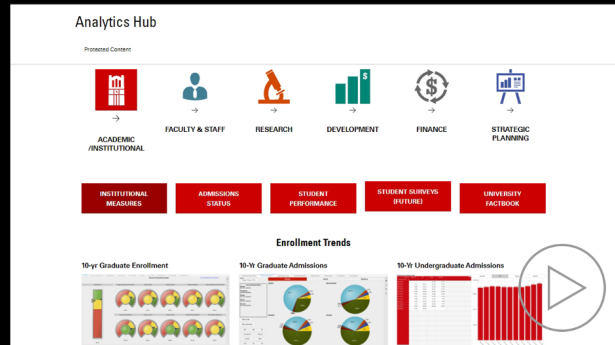 Analytics Hub
Protected Content
ACADEMIC
/INSTITUTIONAL
FACULTY & STAFF
RESEARCH
DEVELOPMENT
FINANCE
STRATEGIC
PLANNING
INSTITUTIONAL
MEASURES
ADMISSIONS
STATUS
STUDENT
PERFORMANCE
STUDENT SURVEYS
(FUTURE)
UNIVERSITY
FACTBOOK
Enrollment Trends
10-yr Graduate Enrollment
10-Yr Graduate Admissions
10-Yr Undergraduate Admissions